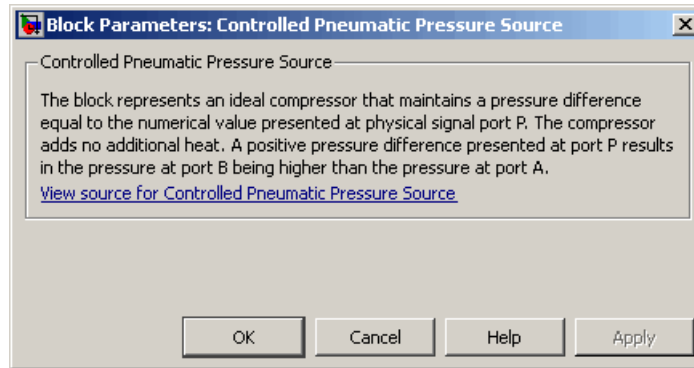 Block Parameters: Controlled Pneumatic Pressure Source
Controlled Pneumatic Pressure Source
The block represents an ideal compressor that maintains a pressure difference
equal to the numerical value presented at physical signal port P. The compressor
adds no additional heat. A positive pressure difference presented at port P results
in the pressure at port B being higher than the pressure at port A.
View source for Controlled Pneumatic Pressure Source
OK Cancel Help Apply